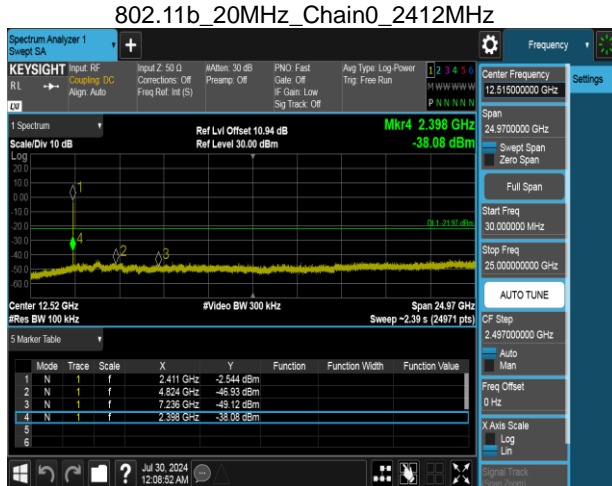 802.11b_20MHz_Chain0_2412MHz
Spectrum Analyzer 1
Swept SA
+
Frequency
KEYSIGHT
RL
Input: RF
Coupling: DC
Align: Auto
Input Z: 50 Ω
Corrections: Off
Freq Ref: Int (S)
#Atten: 30 dB
Preamp: Off
PNO: Fast
Gate: Off
IF Gain: Low
Sig Track: Off
Avg Type: Log-Power
Trig: Free Run
1 2 3 4 5 6
M W W W W W
P N N N N N
Center Frequency
12.515000000 GHz
Settings
1 Spectrum
Scale/Div 10 dB
Log
Ref Lvl Offset 10.94 dB
Ref Level 30.00 dBm
Mkr4 2.398 GHz
-38.08 dBm
Span
24.9700000 GHz
Swept Span
Zero Span
Full Span
20.0
10.0
0.00
-10.0
-20.0
-30.0
-40.0
-50.0
-60.0
1
4
2
3
DL1 -21.57 dBm
Start Freq
30.000000 MHz
Stop Freq
25.000000000 GHz
AUTO TUNE
Center 12.52 GHz
#Res BW 100 kHz
#Video BW 300 kHz
Span 24.97 GHz
Sweep ~2.39 s (24971 pts)
CF Step
2.497000000 GHz
Auto
Man
5 Marker Table
Mode Trace Scale X Y Function Function Width Function Value
1 N 1 f 2.411 GHz -2.544 dBm
2 N 1 f 4.824 GHz -46.93 dBm
3 N 1 f 7.236 GHz -49.12 dBm
4 N 1 f 2.398 GHz -38.08 dBm
5
6
Freq Offset
0 Hz
X Axis Scale
Log
Lin
Signal Track
(Span Zoom)
?
Jul 30, 2024
12:08:52 AM